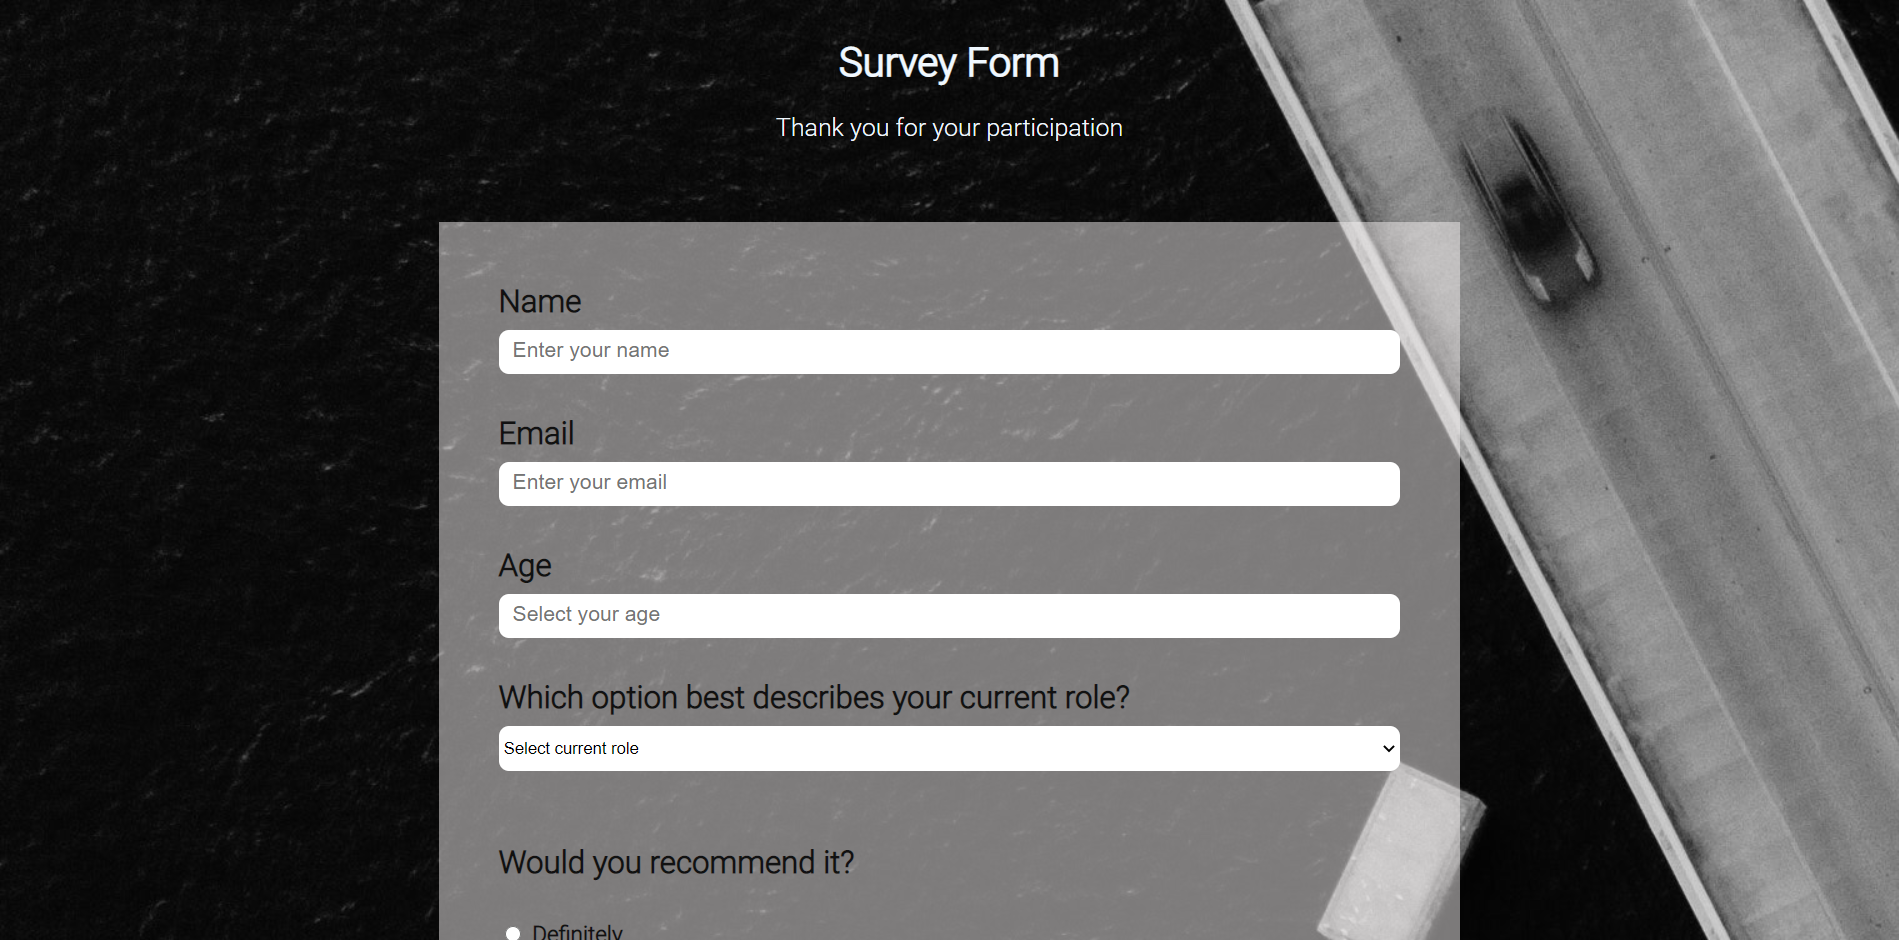 Survey Form
Thank you for your participation
Name
Enter your name
Email
Enter your email
Age
Select your age
Which option best describes your current role?
Select current role
Would you recommend it?
Definitely